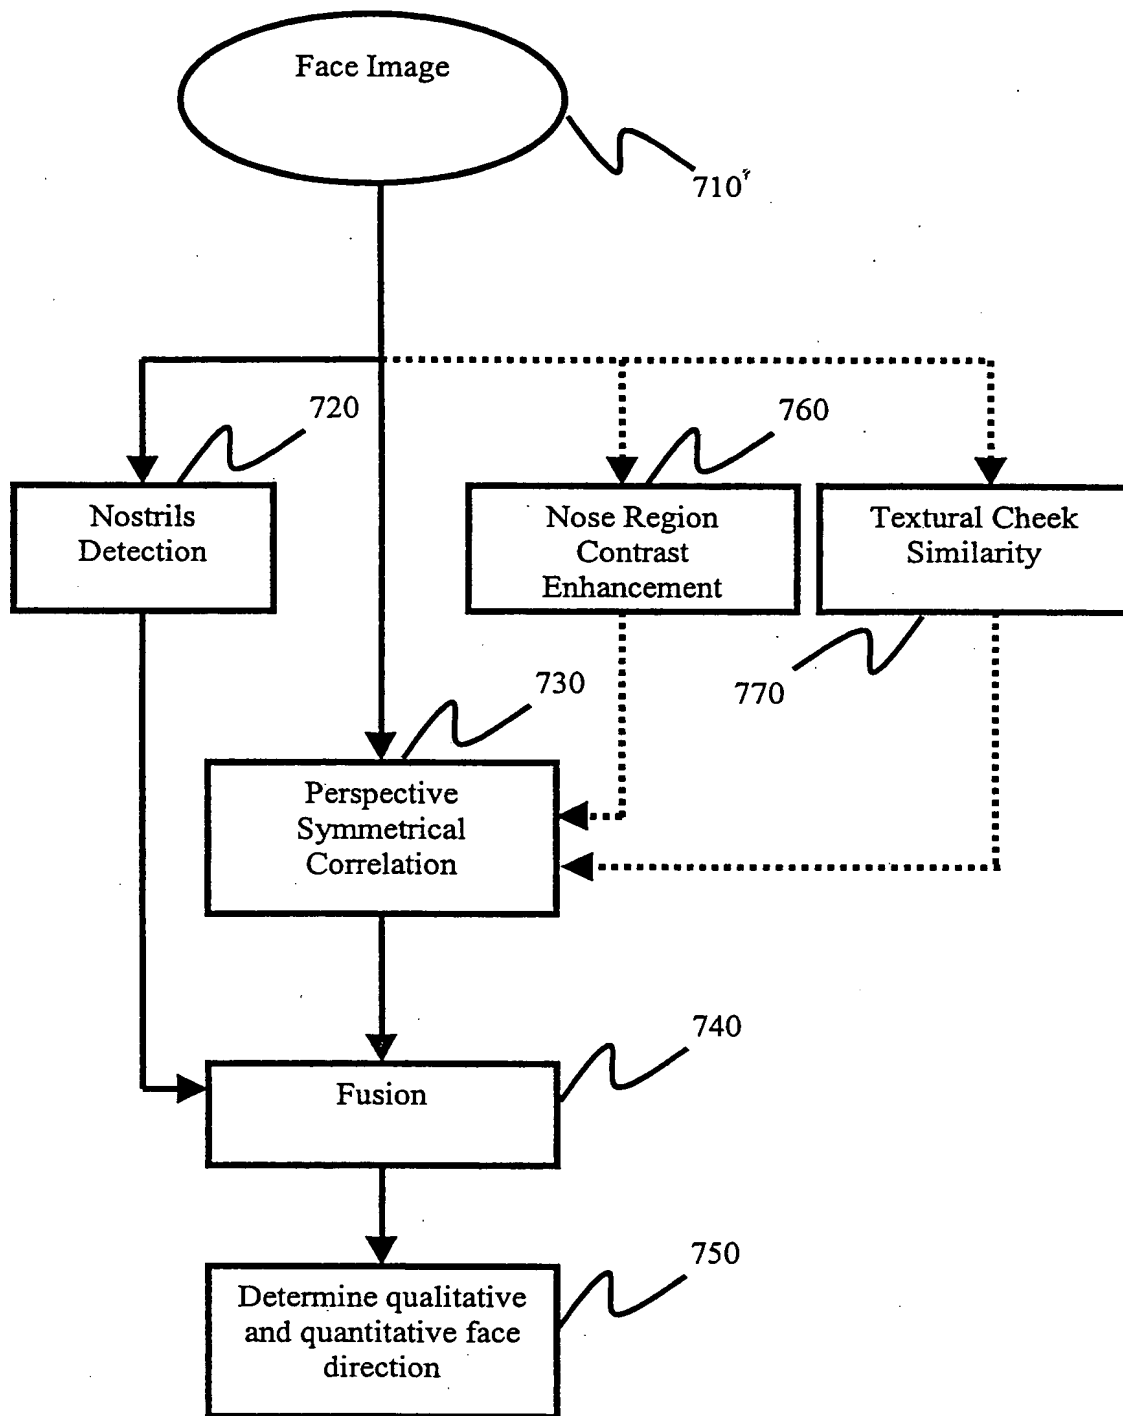 Face Image
710
720
760
Nostrils
Detection
Nose Region
Contrast
Enhancement
Textural Cheek
Similarity
730
770
Perspective
Symmetrical
Correlation
740
Fusion
750
Determine qualitative
and quantitative face
direction